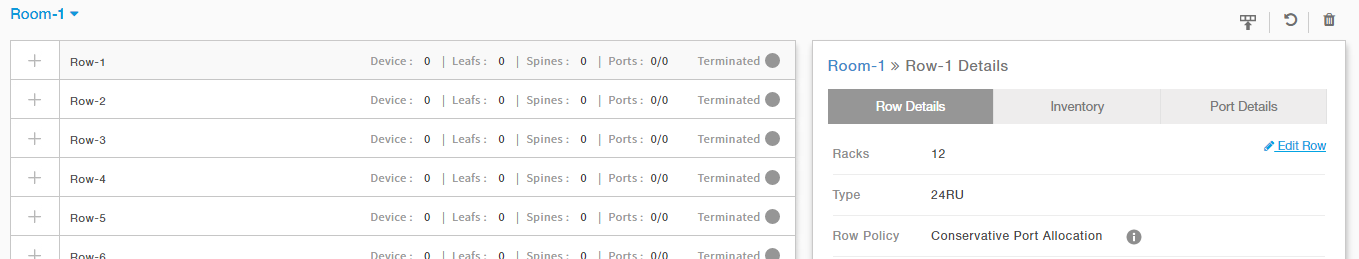 Room-1
Row-1 Device : 0 | Leafs : 0 | Spines : 0 | Ports : 0/0 Terminated
Row-2 Device : 0 | Leafs : 0 | Spines : 0 | Ports : 0/0 Terminated
Row-3 Device : 0 | Leafs : 0 | Spines : 0 | Ports : 0/0 Terminated
Row-4 Device : 0 | Leafs : 0 | Spines : 0 | Ports : 0/0 Terminated
Row-5 Device : 0 | Leafs : 0 | Spines : 0 | Ports : 0/0 Terminated
Row-6 Device : 0 | Leafs : 0 | Spines : 0 | Ports : 0/0 Terminated
Room-1 » Row-1 Details
Row Details Inventory Port Details
Edit Row
Racks 12
Type 24RU
Row Policy Conservative Port Allocation